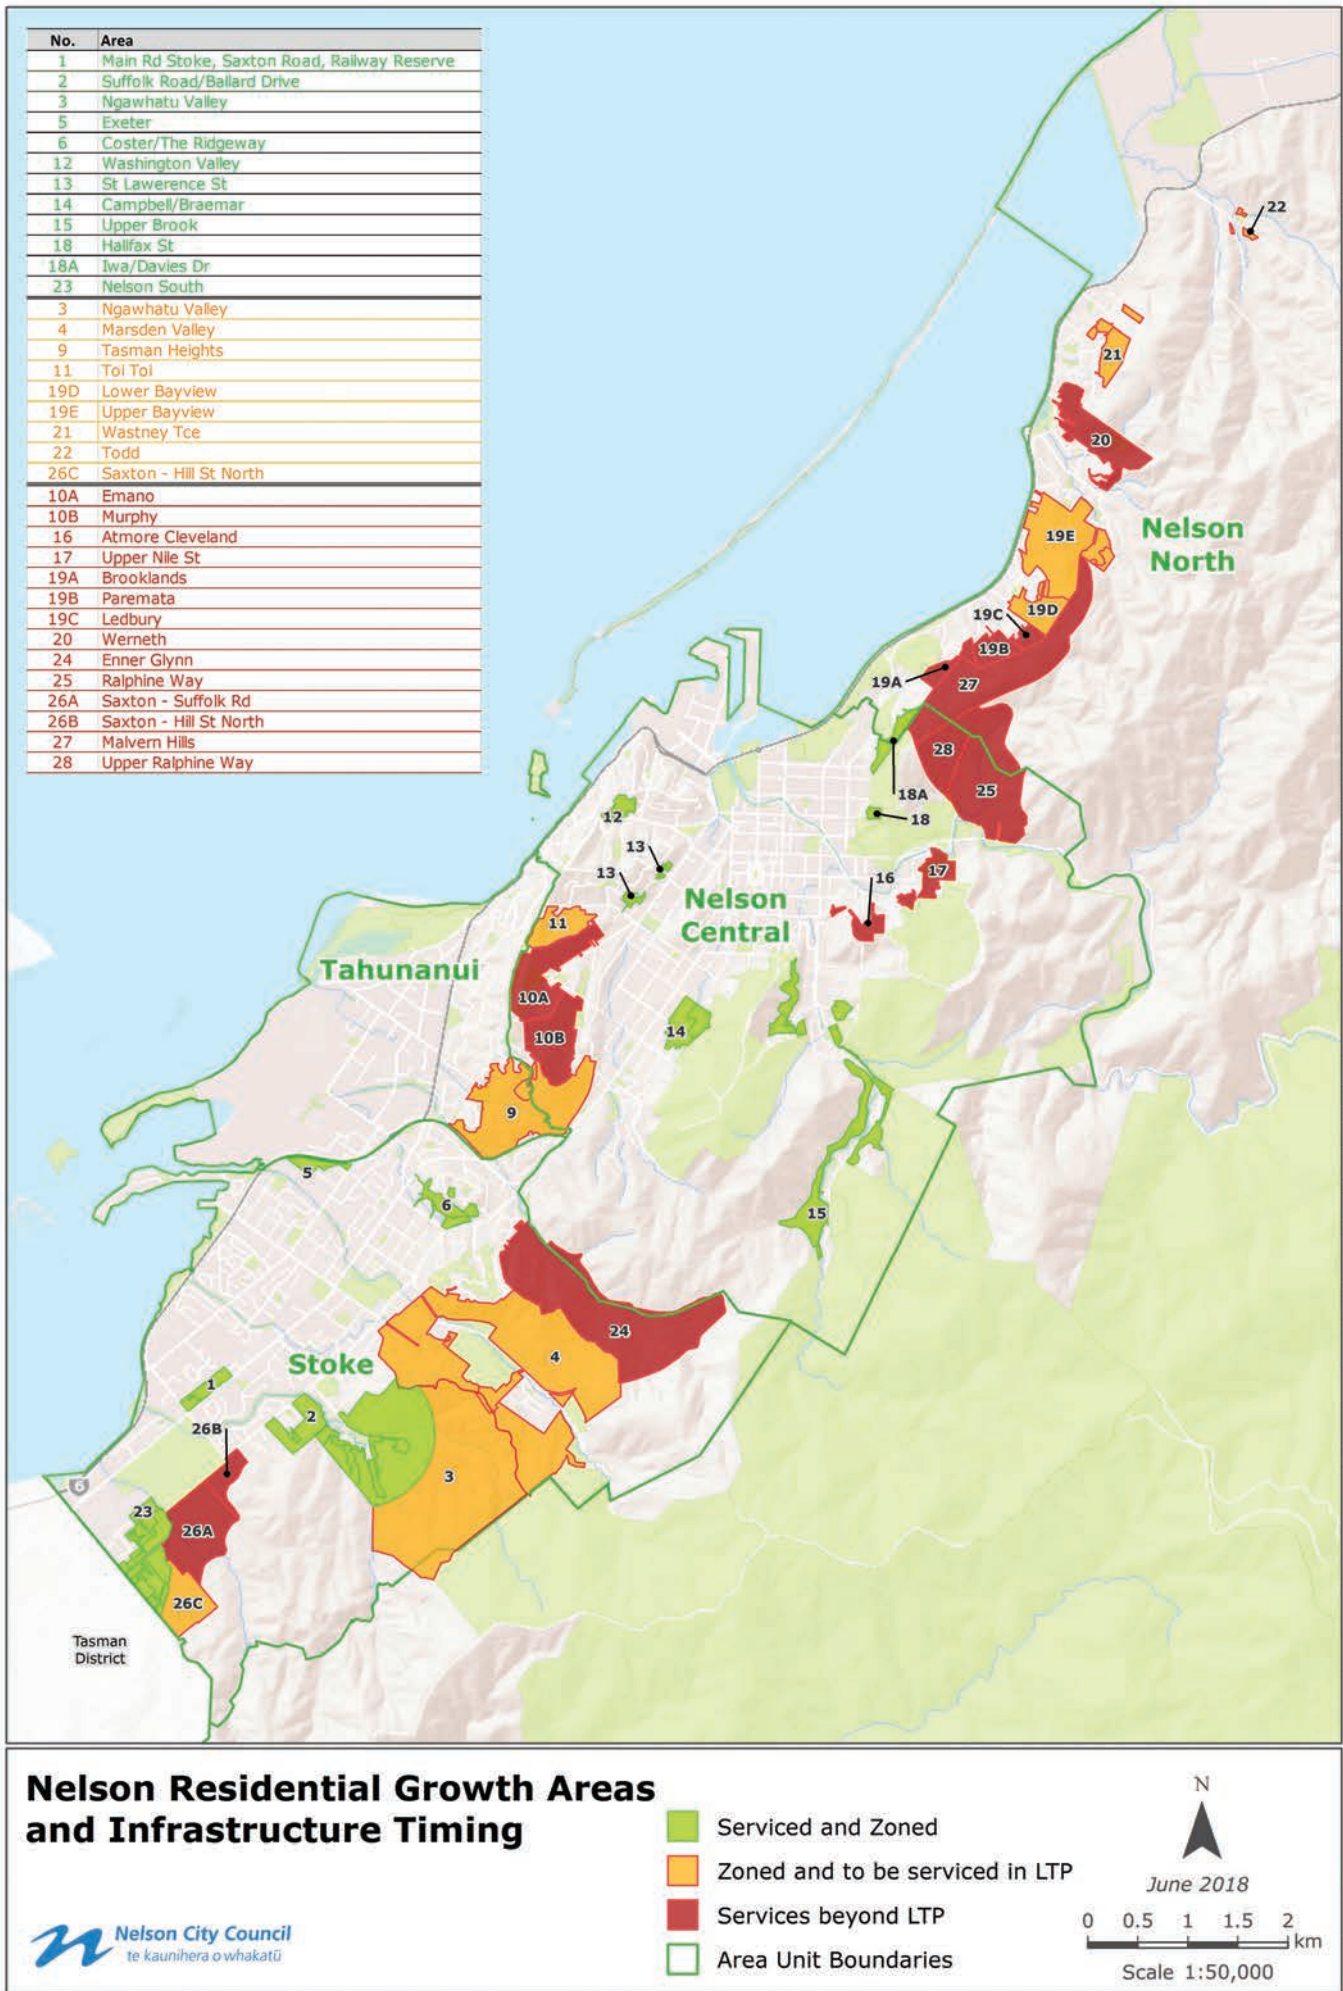 No. Area
1 Main Rd Stoke, Saxton Road, Railway Reserve
2 Suffolk Road/Ballard Drive
3 Ngawhatu Valley
5 Exeter
6 Coster/The Ridgeway
12 Washington Valley
13 St Lawerence St
14 Campbell/Braemar
15 Upper Brook
18 Halifax St
18A Iwa/Davies Dr
23 Nelson South
3 Ngawhatu Valley
4 Marsden Valley
9 Tasman Heights
11 Toi Toi
19D Lower Bayview
19E Upper Bayview
21 Wastney Tce
22 Todd
26C Saxton - Hill St North
10A Emano
10B Murphy
16 Atmore Cleveland
17 Upper Nile St
19A Brooklands
19B Paremata
19C Ledbury
20 Werneth
24 Enner Glynn
25 Ralphine Way
26A Saxton - Suffolk Rd
26B Saxton - Hill St North
27 Malvern Hills
28 Upper Ralphine Way
22
21
20
19E
Nelson
North
19D
19C
19B
19A
27
28
18A
25
18
12
13
13
16
17
Nelson
Central
11
Tahunanui
10A
10B
14
9
5
6
15
24
4
Stoke
1
2
26B
3
6
23
26A
26C
Tasman
District
Nelson Residential Growth Areas
and Infrastructure Timing
Nelson City Council
te kaunihera o whakatū
Serviced and Zoned
Zoned and to be serviced in LTP
Services beyond LTP
Area Unit Boundaries
N
June 2018
0 0.5 1 1.5 2
km
Scale 1:50,000